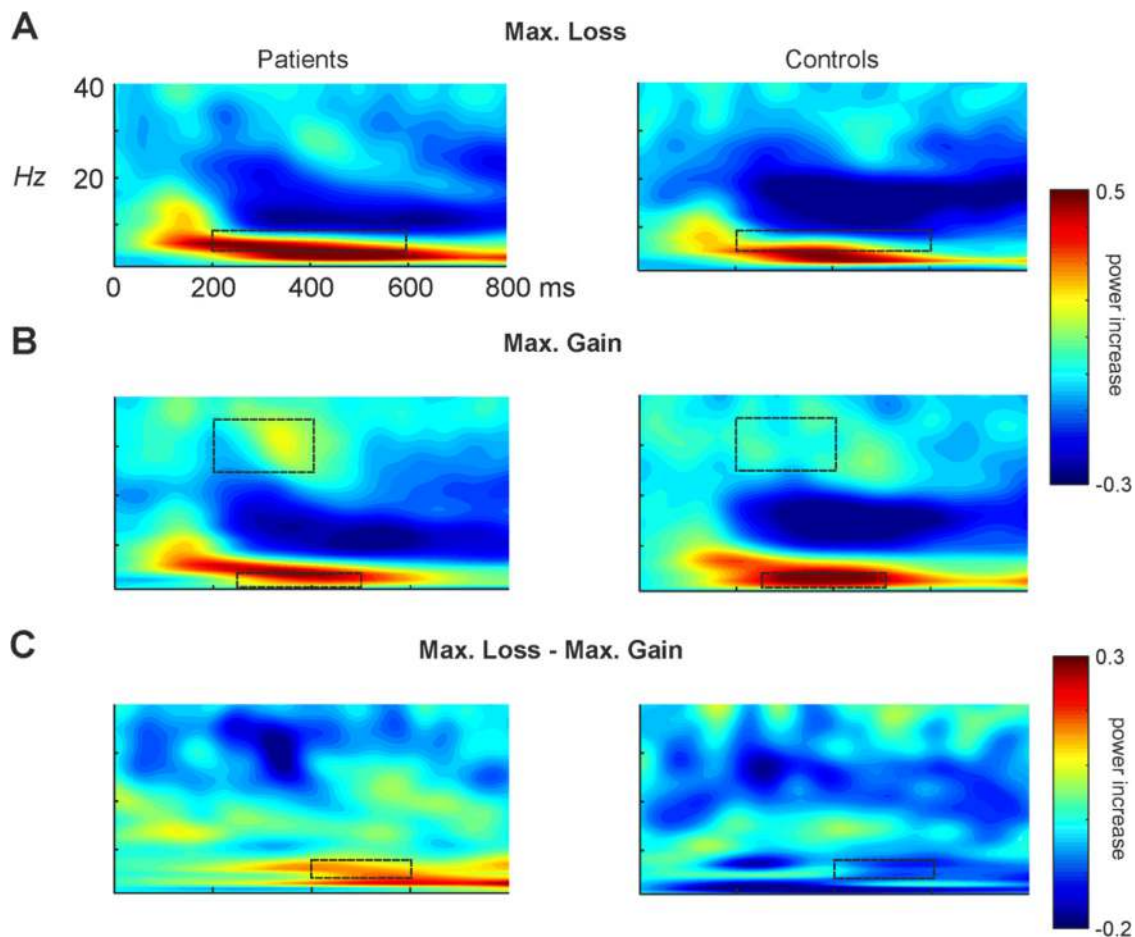 A
Max. Loss
Patients
Controls
40
Hz
20
0
200
400
600
800 ms
0.5
power increase
-0.3
B
Max. Gain
C
Max. Loss - Max. Gain
0.3
power increase
-0.2